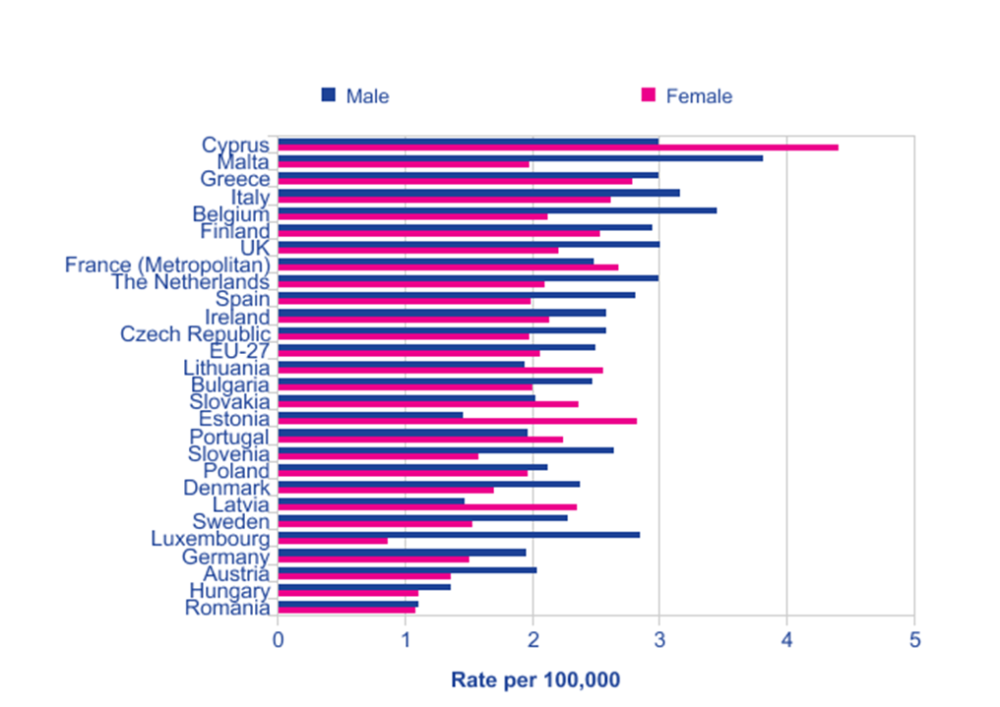 Male Female
Cyprus
Malta
Greece
Italy
Belgium
Finland
UK
France (Metropolitan)
The Netherlands
Spain
Ireland
Czech Republic
EU-27
Lithuania
Bulgaria
Slovakia
Estonia
Portugal
Slovenia
Poland
Denmark
Latvia
Sweden
Luxembourg
Germany
Austria
Hungary
Romania
0 1 2 3 4 5
Rate per 100,000